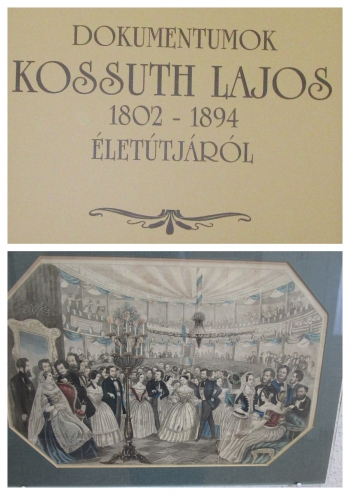 DOKUMENTUMOK
KOSSUTH LAJOS
1802 - 1894
ÉLETÚTJÁRÓL